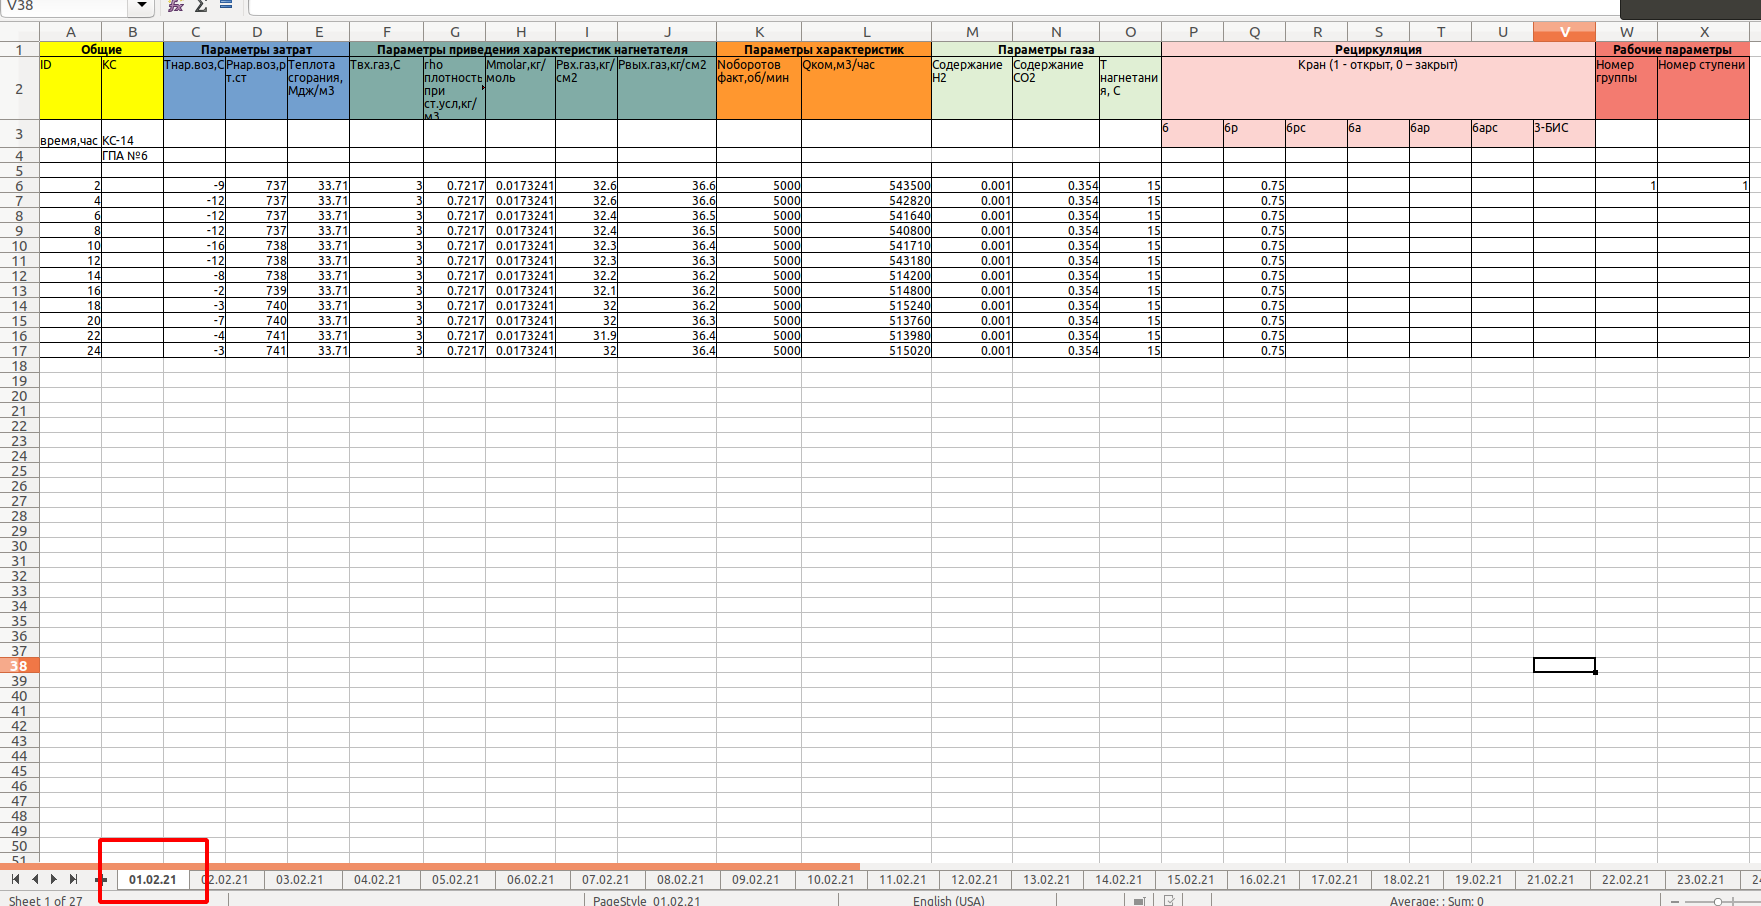 V38
A B C D E F G H I J K L M N O P Q R S T U V W X
1 Общие Параметры затрат Параметры приведения характеристик нагнетателя Параметры характеристик Параметры газа Рециркуляция Рабочие параметры
2 ID КС Тнар.воз,С Рнар.воз,рт.ст Теплота сгорания, Мдж/м3 Твх.газ,С rho плотность при ст.усл,кг/м3 Mmolar,кг/моль Рвх.газ,кг/см2 Рвых.газ,кг/см2 Nоборотов факт,об/мин Qком,м3/час Содержание Н2 Содержание СО2 Т нагнетания, С Кран (1 - открыт, 0 – закрыт) Номер группы Номер ступени
3 время,час КС-14 6 6р 6рс 6а 6ар 6арс 3-БИС
4 ГПА №6
5
6 2 -9 737 33.71 3 0.7217 0.0173241 32.6 36.6 5000 543500 0.001 0.354 15 0.75 1 1
7 4 -12 737 33.71 3 0.7217 0.0173241 32.6 36.6 5000 542820 0.001 0.354 15 0.75
8 6 -12 737 33.71 3 0.7217 0.0173241 32.4 36.5 5000 541640 0.001 0.354 15 0.75
9 8 -12 737 33.71 3 0.7217 0.0173241 32.4 36.5 5000 540800 0.001 0.354 15 0.75
10 10 -16 738 33.71 3 0.7217 0.0173241 32.3 36.4 5000 541710 0.001 0.354 15 0.75
11 12 -12 738 33.71 3 0.7217 0.0173241 32.3 36.3 5000 543180 0.001 0.354 15 0.75
12 14 -8 738 33.71 3 0.7217 0.0173241 32.2 36.2 5000 514200 0.001 0.354 15 0.75
13 16 -2 739 33.71 3 0.7217 0.0173241 32.1 36.2 5000 514800 0.001 0.354 15 0.75
14 18 -3 740 33.71 3 0.7217 0.0173241 32 36.2 5000 515240 0.001 0.354 15 0.75
15 20 -7 740 33.71 3 0.7217 0.0173241 32 36.3 5000 513760 0.001 0.354 15 0.75
16 22 -4 741 33.71 3 0.7217 0.0173241 31.9 36.4 5000 513980 0.001 0.354 15 0.75
17 24 -3 741 33.71 3 0.7217 0.0173241 32 36.4 5000 515020 0.001 0.354 15 0.75
18
19
20
21
22
23
24
25
26
27
28
29
30
31
32
33
34
35
36
37
38
39
40
41
42
43
44
45
46
47
48
49
50
51
01.02.21 02.02.21 03.02.21 04.02.21 05.02.21 06.02.21 07.02.21 08.02.21 09.02.21 10.02.21 11.02.21 12.02.21 13.02.21 14.02.21 15.02.21 16.02.21 17.02.21 18.02.21 19.02.21 21.02.21 22.02.21 23.02.21
Sheet 1 of 27 PageStyle_01.02.21 English (USA) Average: ; Sum: 0